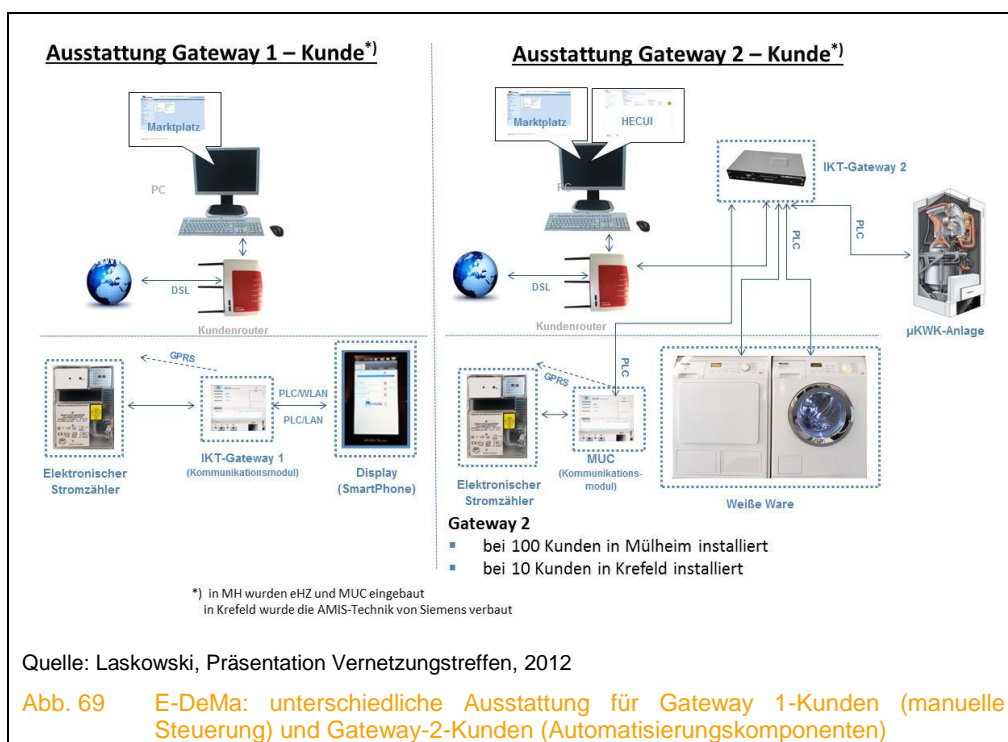 Ausstattung Gateway 1 – Kunde*)
Marktplatz
PC
DSL
Kundenrouter
GPRS
PLC/WLAN
PLC/LAN
Elektronischer
Stromzähler
IKT-Gateway 1
(Kommunikationsmodul)
Display
(SmartPhone)
Ausstattung Gateway 2 – Kunde*)
Marktplatz
HECUI
PC
IKT-Gateway 2
PLC
PLC
DSL
Kundenrouter
µKWK-Anlage
PLC
GPRS
Elektronischer
Stromzähler
MUC
(Kommunikations-
modul)
Weiße Ware
Gateway 2
▪ bei 100 Kunden in Mülheim installiert
▪ bei 10 Kunden in Krefeld installiert
*) in MH wurden eHZ und MUC eingebaut
in Krefeld wurde die AMIS-Technik von Siemens verbaut
Quelle: Laskowski, Präsentation Vernetzungstreffen, 2012
Abb. 69 E-DeMa: unterschiedliche Ausstattung für Gateway 1-Kunden (manuelle
Steuerung) und Gateway-2-Kunden (Automatisierungskomponenten)